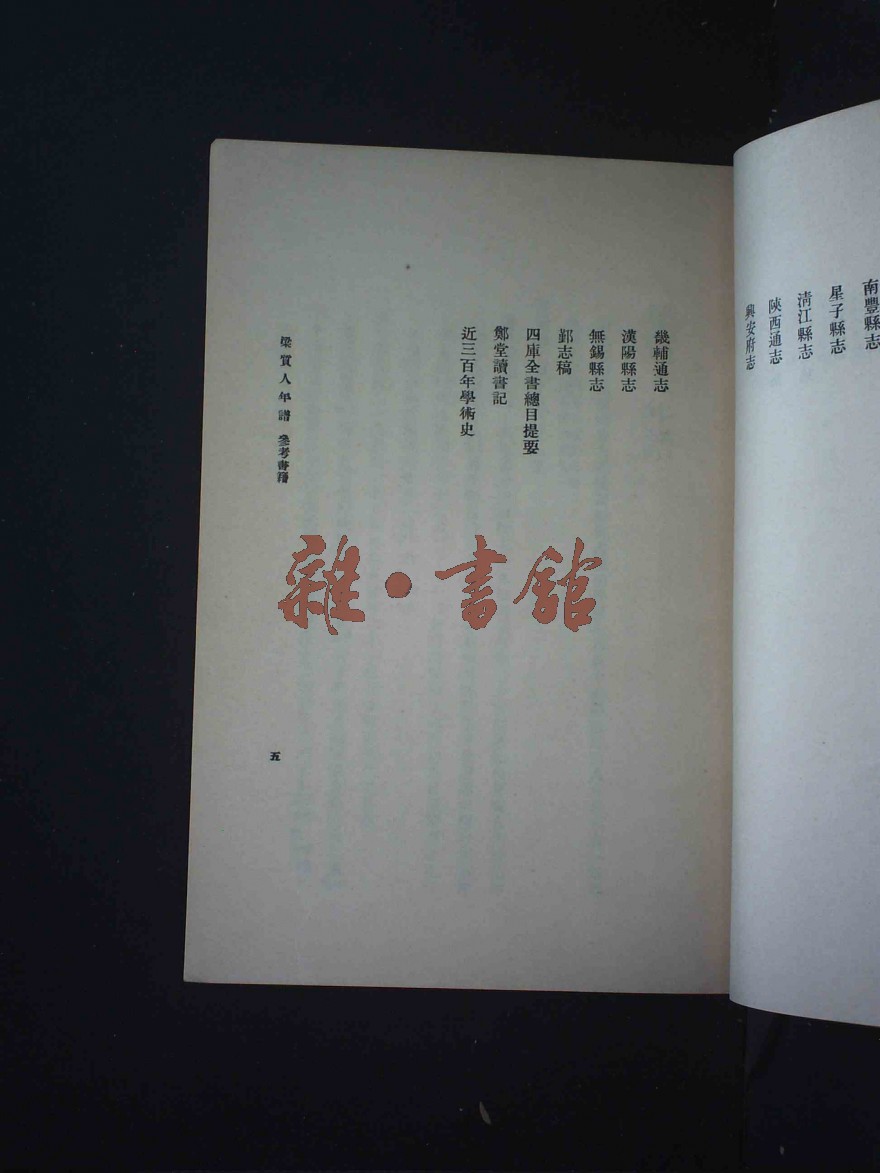 南豐縣志
星子縣志
清江縣志
陝西通志
興安府志
畿輔通志
漢陽縣志
無錫縣志
鄞志稿
四庫全書總目提要
鄭堂讀書記
近三百年學術史
梁質人年譜 參考書籍
五
雜・書館